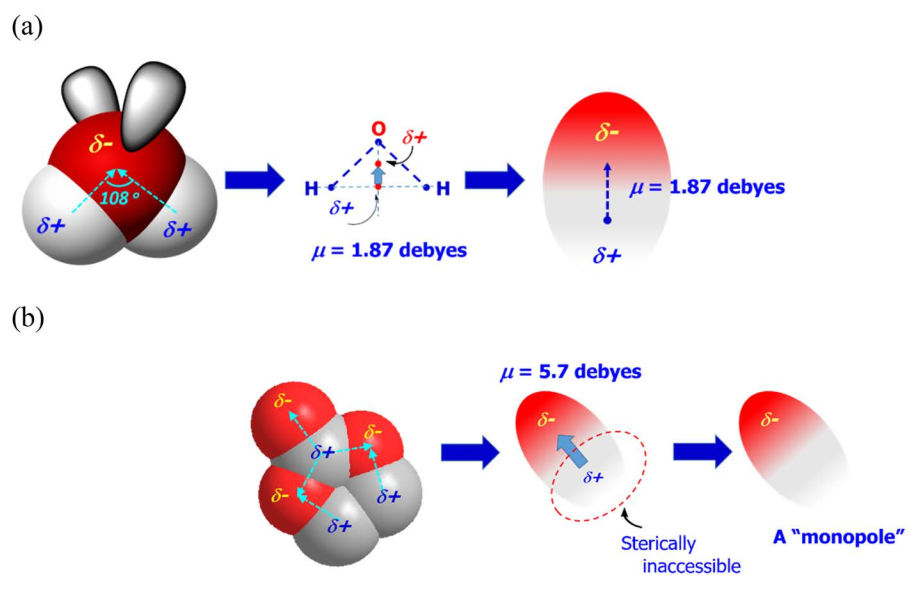 (a)
δ-
108 o
δ+
δ+
O
δ+
H
H
δ+
μ = 1.87 debyes
δ-
μ = 1.87 debyes
δ+
(b)
μ = 5.7 debyes
δ-
δ-
δ+
δ-
δ+
δ+
δ-
δ+
Sterically
inaccessible
δ-
A “monopole”